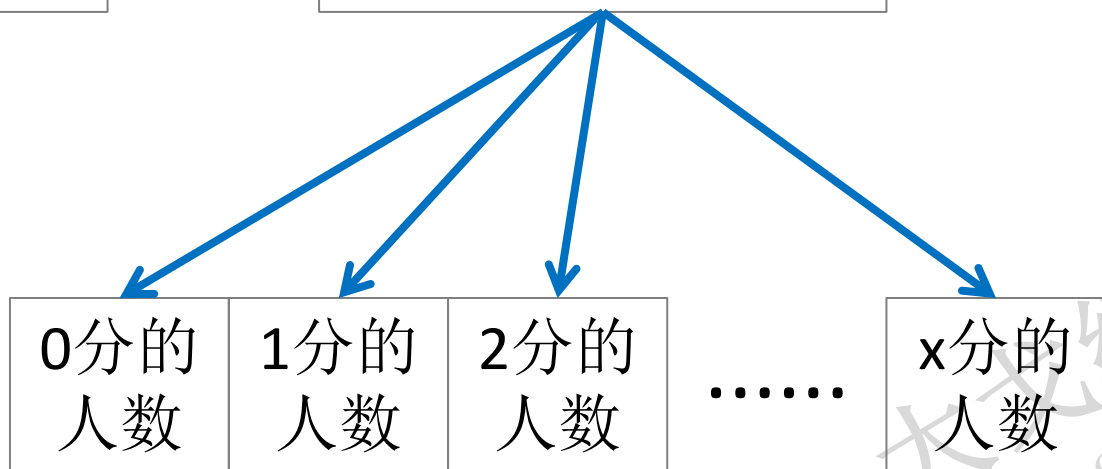 0分的 1分的 2分的 …… x分的
人数 人数 人数 人数